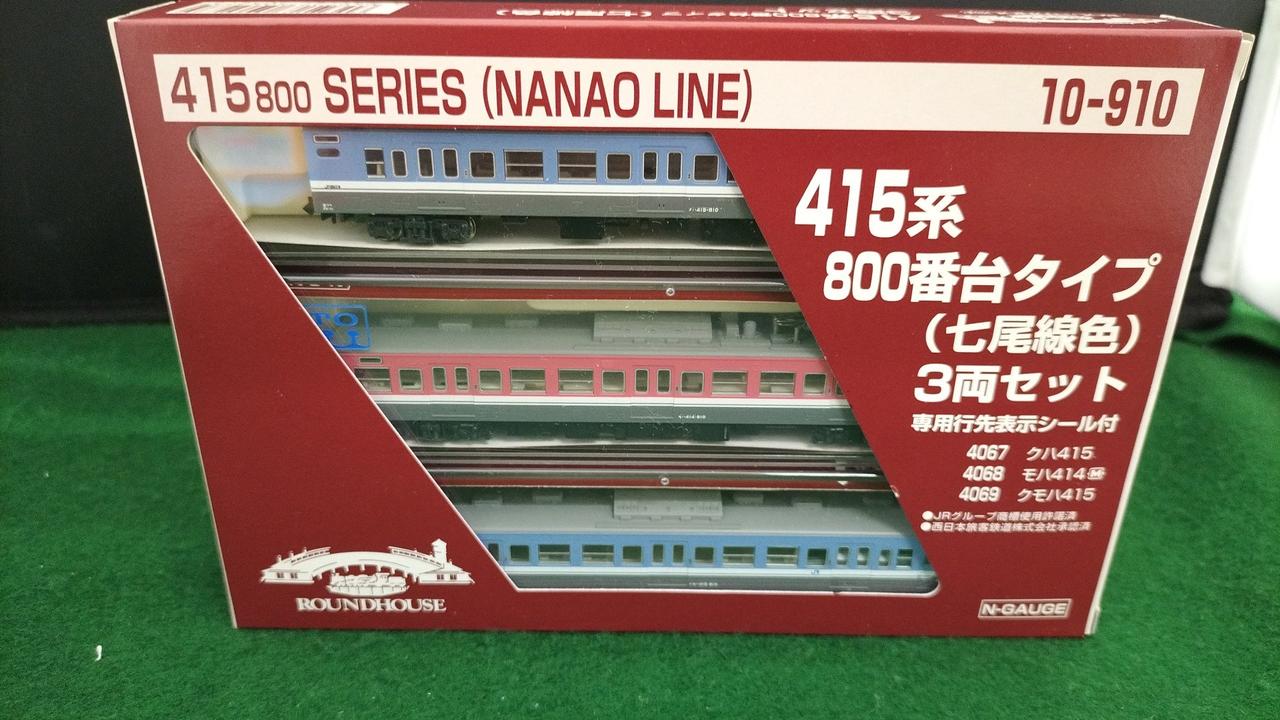 415 800 SERIES (NANAO LINE)
10-910
415系
800番台タイプ
(七尾線色)
3両セット
専用行先表示シール付
4067 クハ415
4068 モハ414 M
4069 クモハ415
●JRグループ商標使用許諾済
●西日本旅客鉄道株式会社承認済
ROUNDHOUSE
N-GAUGE